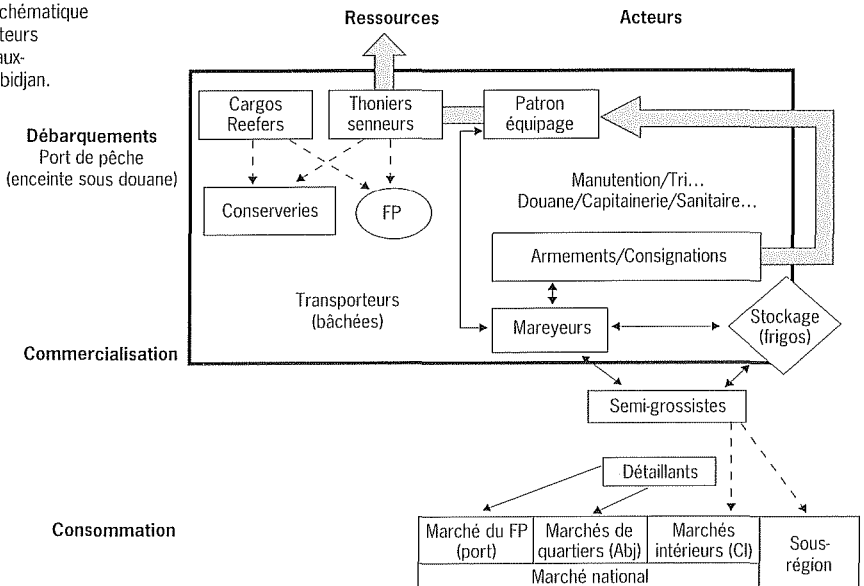 chématique
teurs
aux-
bidjan.
Ressources
Acteurs
Cargos
Reefers
Thoniers
senneurs
Patron
équipage
Débarquements
Port de pêche
(enceinte sous douane)
Conserveries
FP
Manutention/Tri...
Douane/Capitainerie/Sanitaire...
Armements/Consignations
Transporteurs
(bâchées)
Mareyeurs
Stockage
(frigos)
Commercialisation
Semi-grossistes
Détaillants
Consommation
Marché du FP
(port)
Marchés de
quartiers (Abj)
Marchés
intérieurs (CI)
Sous-
région
Marché national